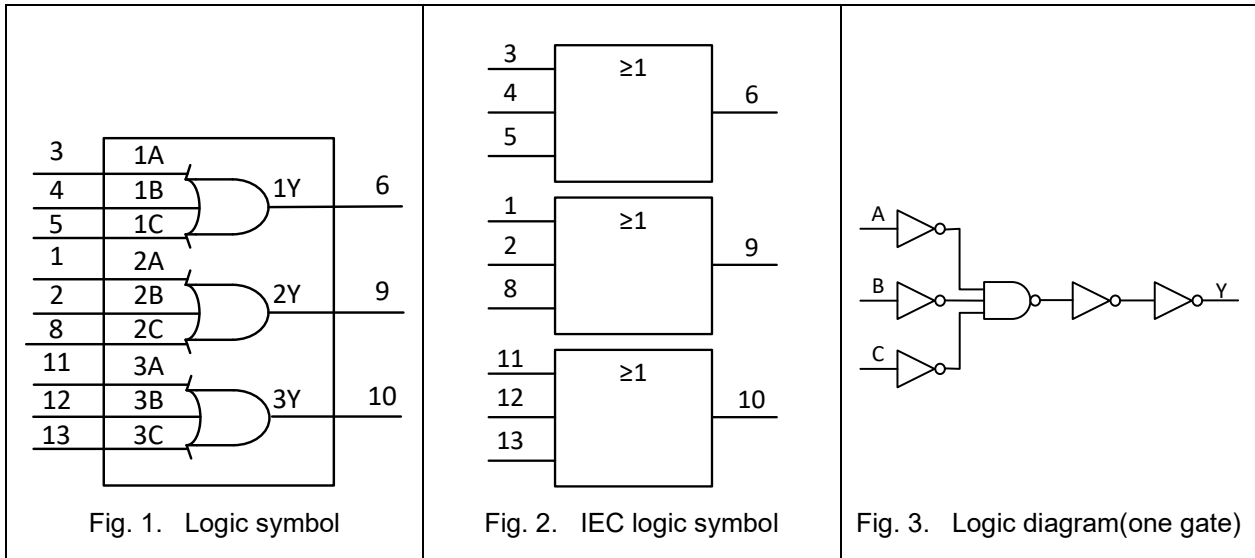 3
1A
4
1B
1Y
6
5
1C
1
2A
2
2B
2Y
9
8
2C
11
3A
12
3B
3Y
10
13
3C
Fig. 1. Logic symbol
3
≥1
4
6
5
1
≥1
2
9
8
11
≥1
12
10
13
Fig. 2. IEC logic symbol
A
B
Y
C
Fig. 3. Logic diagram(one gate)